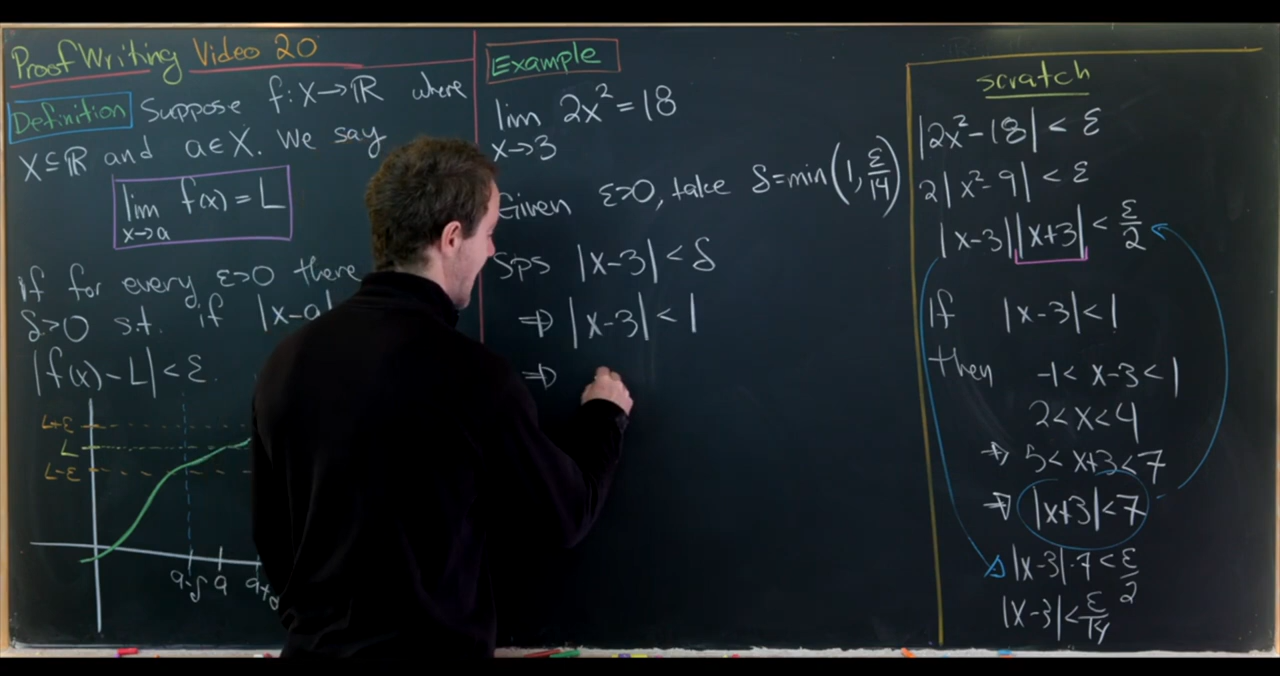 Proof Writing Video 20
Definition Suppose f: X→ℝ where
X⊆ℝ and a∈X. We say
lim f(x) = L
x→a
if for every ε>0 there
δ>0 s.t. if |x-a|
|f(x) - L| < ε.
L+ε
L
L-ε
a-δ a
Example
lim 2x² = 18
x→3
Given ε>0, take δ=min(1, ε/14)
Sps |x-3| < δ
⇒ |x-3| < 1
⇒
scratch
|2x²-18| < ε
2|x²-9| < ε
|x-3||x+3| < ε/2
If |x-3| < 1
then -1 < x-3 < 1
2 < x < 4
⇒ 5 < x+3 < 7
⇒ |x+3| < 7
|x-3|·7 < ε/2
|x-3| < ε/14